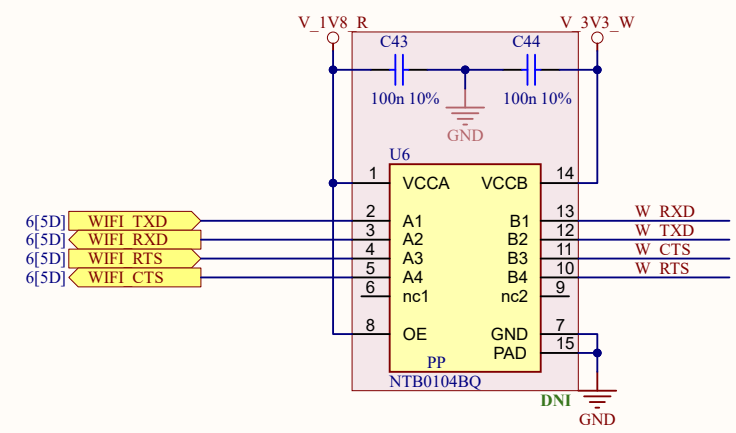 V_1V8_R
V_3V3_W
C43
C44
100n 10%
100n 10%
GND
U6
1 VCCA VCCB 14
6[5D] WIFI_TXD 2 A1 B1 13 W_RXD
6[5D] WIFI_RXD 3 A2 B2 12 W_TXD
6[5D] WIFI_RTS 4 A3 B3 11 W_CTS
6[5D] WIFI_CTS 5 A4 B4 10 W_RTS
6 nc1 nc2 9
8 OE GND 7
PAD 15
PP
NTB0104BQ
DNI
GND